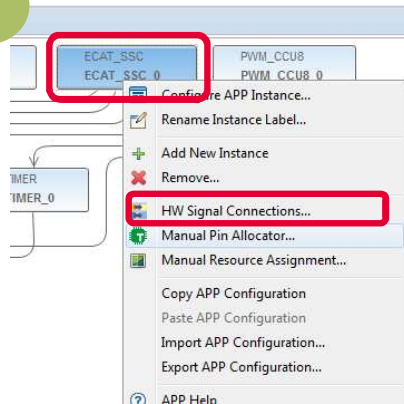 ECAT_SSC
ECAT_SSC_0
PWM_CCU8
PWM_CCU8_0
Configure APP Instance...
Rename Instance Label...
Add New Instance
TIMER
TIMER_0
Remove...
HW Signal Connections...
Manual Pin Allocator...
Manual Resource Assignment...
Copy APP Configuration
Paste APP Configuration
Import APP Configuration...
Export APP Configuration...
APP Help